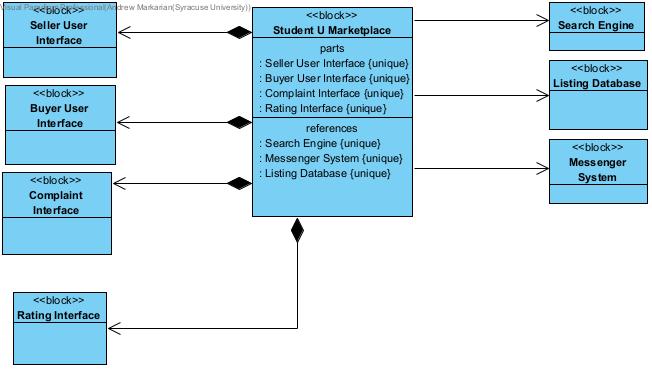 Visual Paradigm Professional(Andrew Markarian(Syracuse University))
<<block>>
Seller User
Interface
<<block>>
Buyer User
Interface
<<block>>
Complaint
Interface
<<block>>
Rating Interface
<<block>>
Student U Marketplace
parts
: Seller User Interface {unique}
: Buyer User Interface {unique}
: Complaint Interface {unique}
: Rating Interface {unique}
references
: Search Engine {unique}
: Messenger System {unique}
: Listing Database {unique}
<<block>>
Search Engine
<<block>>
Listing Database
<<block>>
Messenger
System